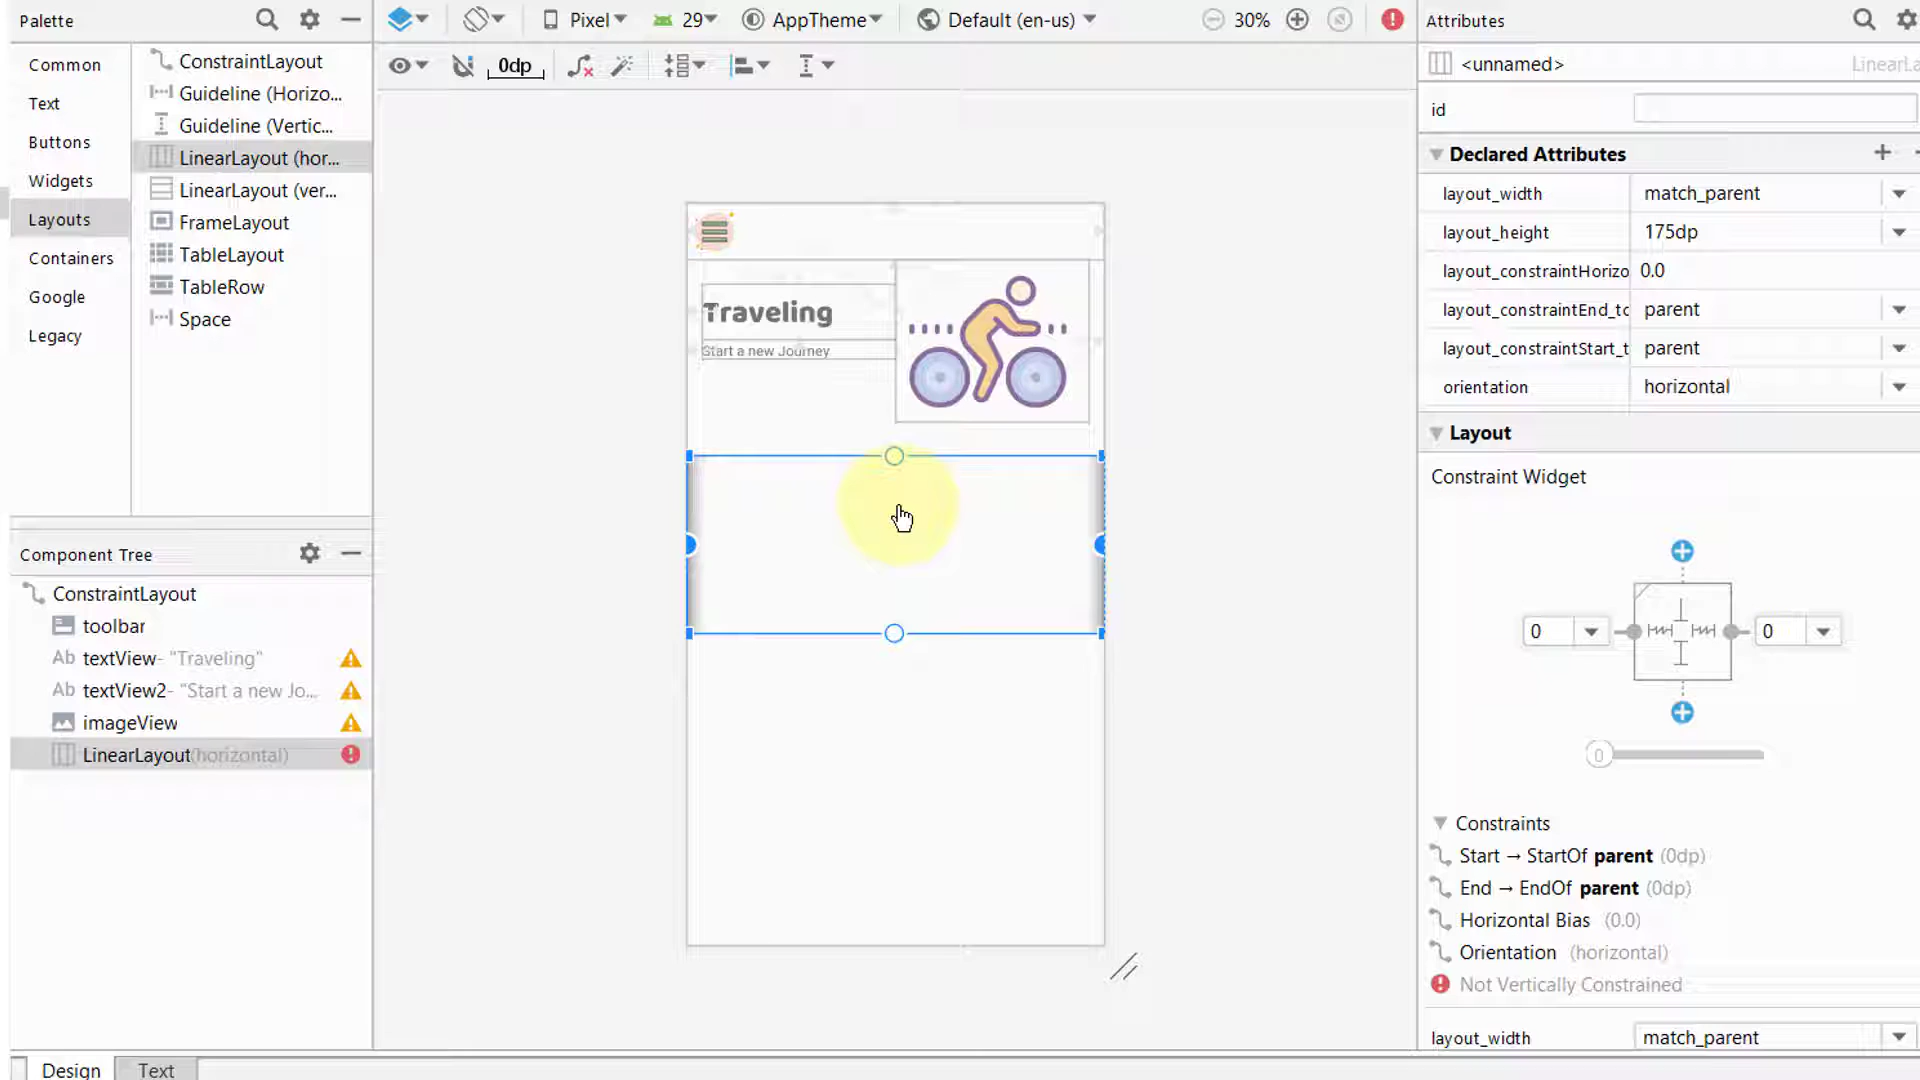 Palette
Pixel
29
AppTheme
Default (en-us)
30%
Attributes
0dp
Common
Text
Buttons
Widgets
Layouts
Containers
Google
Legacy
ConstraintLayout
Guideline (Horizo...
Guideline (Vertic...
LinearLayout (hor...
LinearLayout (ver...
FrameLayout
TableLayout
TableRow
Space
Component Tree
ConstraintLayout
toolbar
Ab textView- "Traveling"
Ab textView2- "Start a new Jo...
imageView
LinearLayout(horizontal)
Traveling
Start a new Journey
<unnamed>
LinearLa
id
Declared Attributes
layout_width match_parent
layout_height 175dp
layout_constraintHorizo 0.0
layout_constraintEnd_to parent
layout_constraintStart_t parent
orientation horizontal
Layout
Constraint Widget
0
0
0
Constraints
Start → StartOf parent (0dp)
End → EndOf parent (0dp)
Horizontal Bias (0.0)
Orientation (horizontal)
Not Vertically Constrained
layout_width match_parent
Design
Text